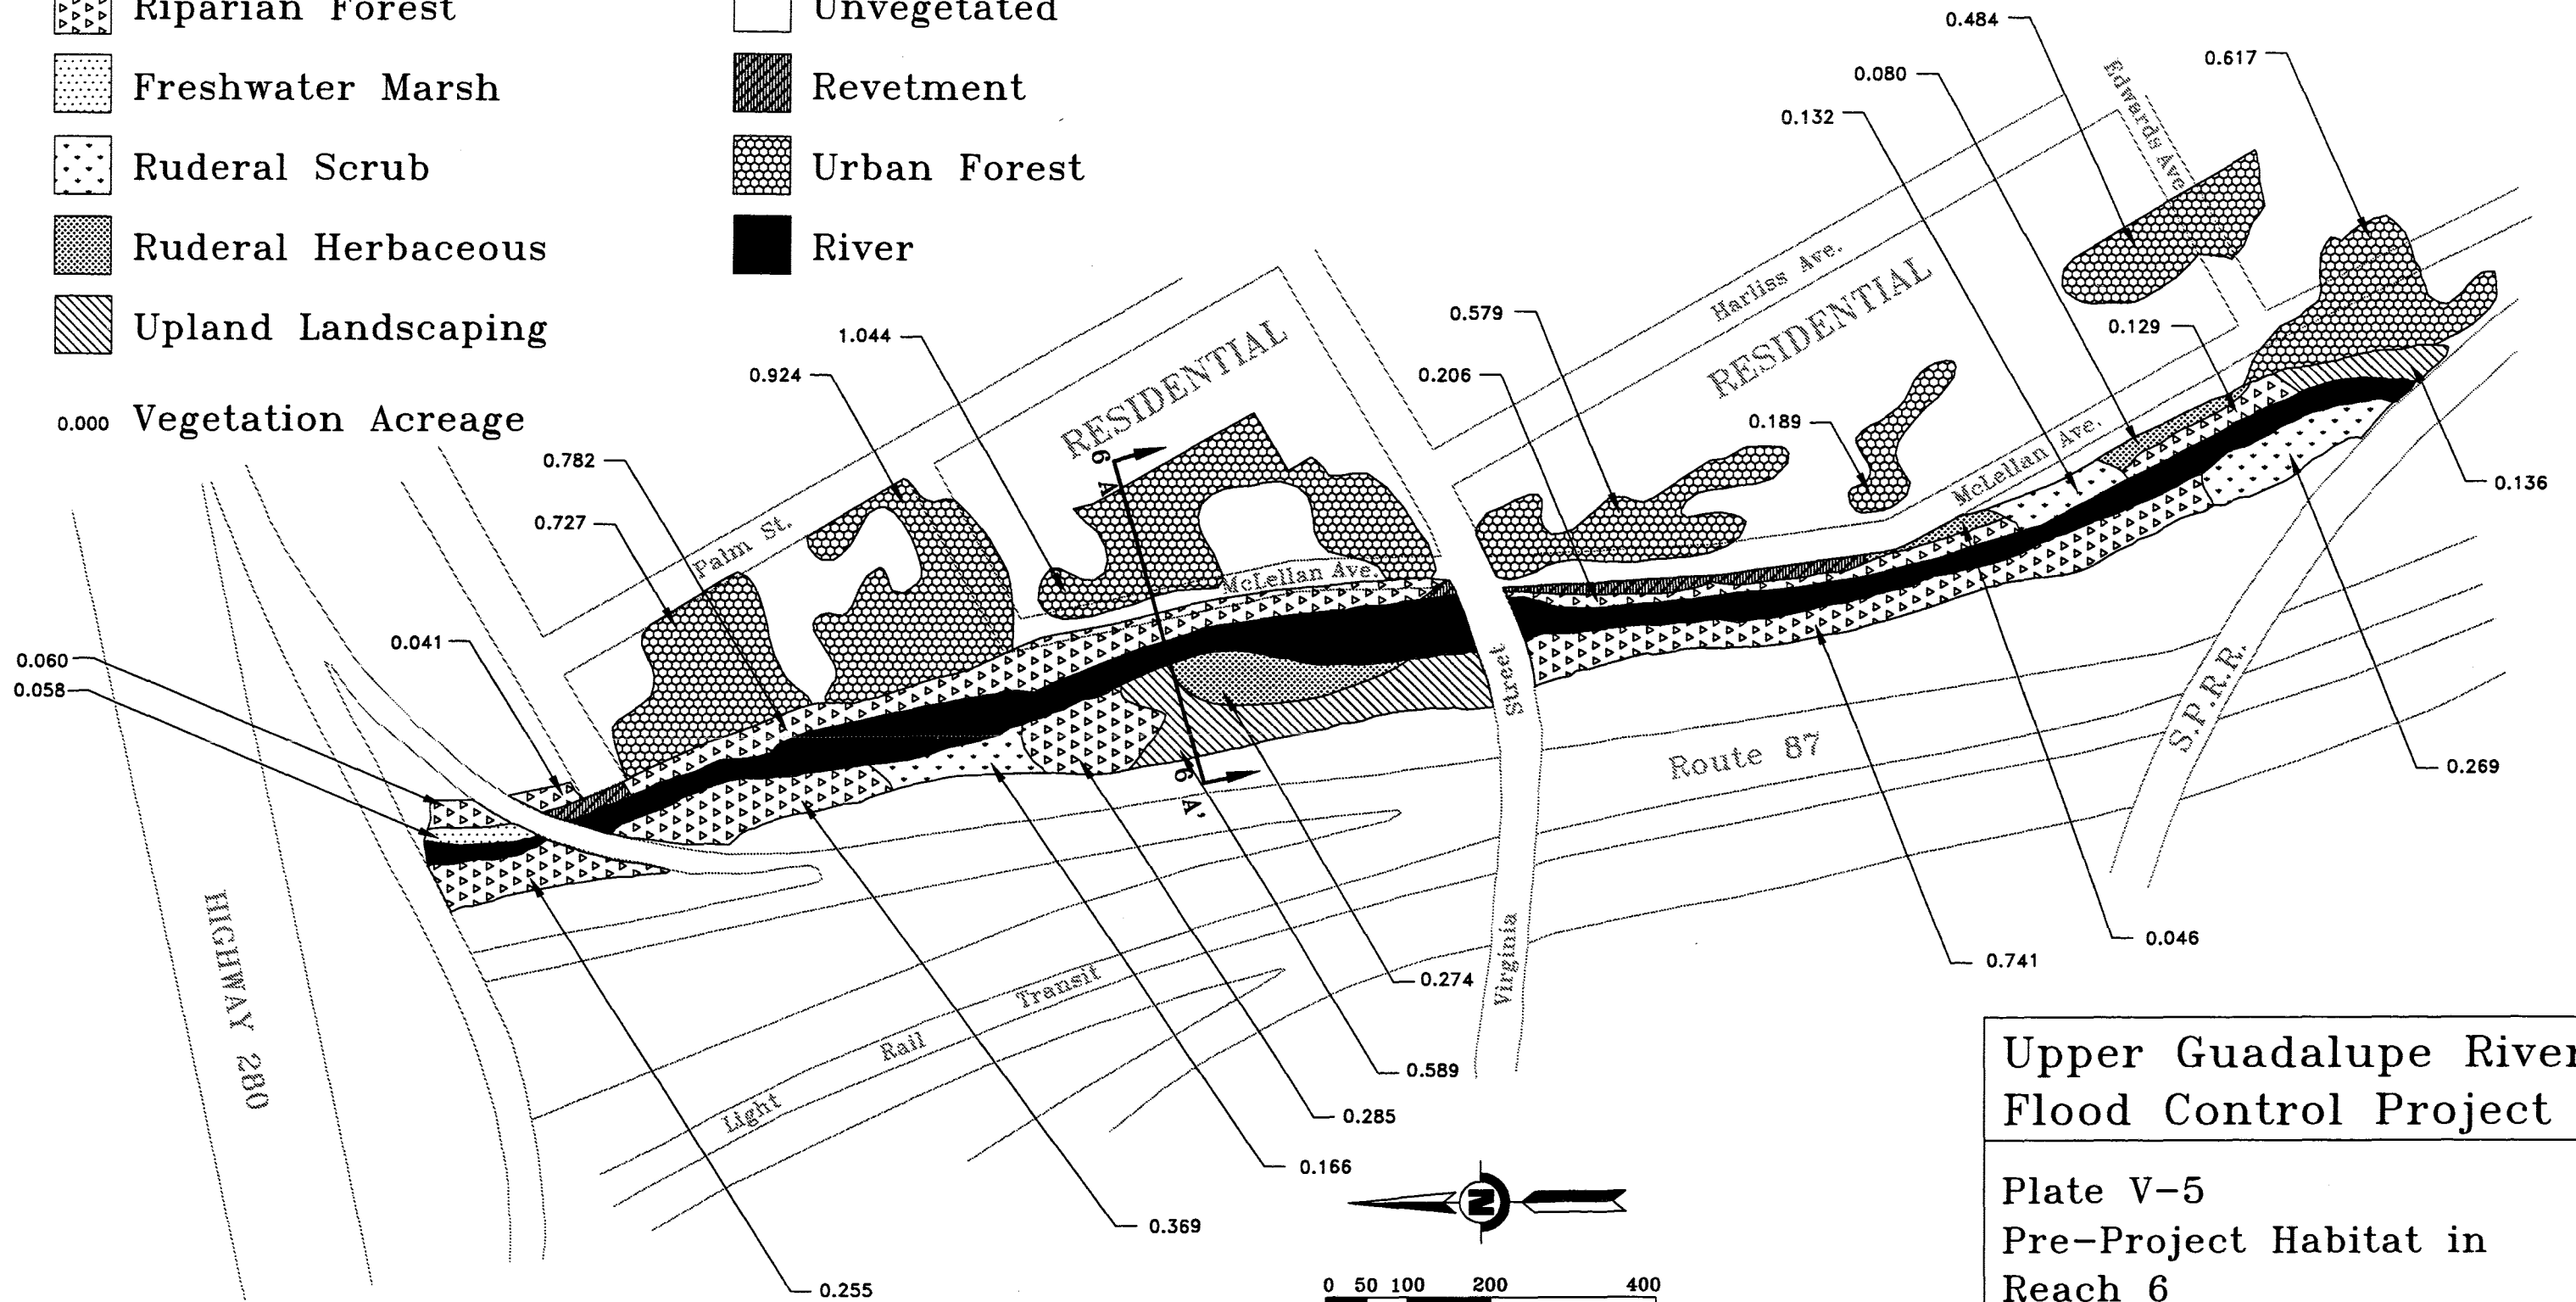 Riparian Forest
Unvegetated
Freshwater Marsh
Revetment
Ruderal Scrub
Urban Forest
Ruderal Herbaceous
River
Upland Landscaping
0.000 Vegetation Acreage
0.484
0.617
0.080
0.132
Edwards Ave
Harliss Ave.
RESIDENTIAL
0.579
0.129
1.044
0.206
0.924
RESIDENTIAL
0.189
McLellan Ave.
0.136
6
A
0.782
0.727
Palm St.
McLellan Ave.
0.041
0.060
0.058
Street
Virginia
Route 87
S.P.R.R.
0.269
6
A'
HIGHWAY 280
0.046
0.741
0.274
Light Rail Transit
0.589
0.285
0.166
0.369
0.255
N
0 50 100 200 400
Upper Guadalupe River
Flood Control Project
Plate V-5
Pre-Project Habitat in
Reach 6